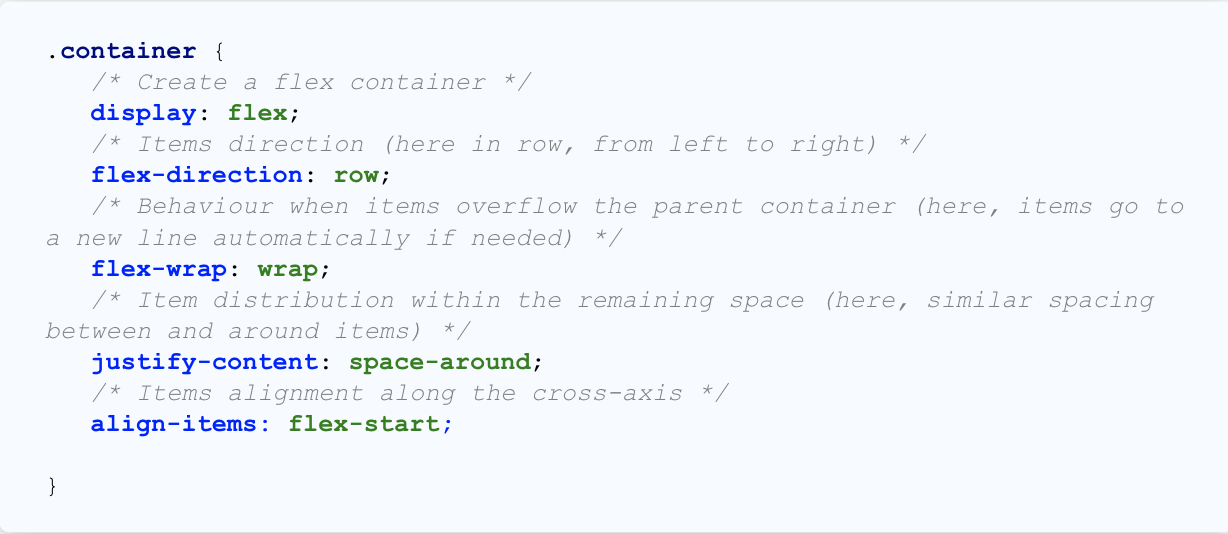 .container {
/* Create a flex container */
display: flex;
/* Items direction (here in row, from left to right) */
flex-direction: row;
/* Behaviour when items overflow the parent container (here, items go to
a new line automatically if needed) */
flex-wrap: wrap;
/* Item distribution within the remaining space (here, similar spacing
between and around items) */
justify-content: space-around;
/* Items alignment along the cross-axis */
align-items: flex-start;
}